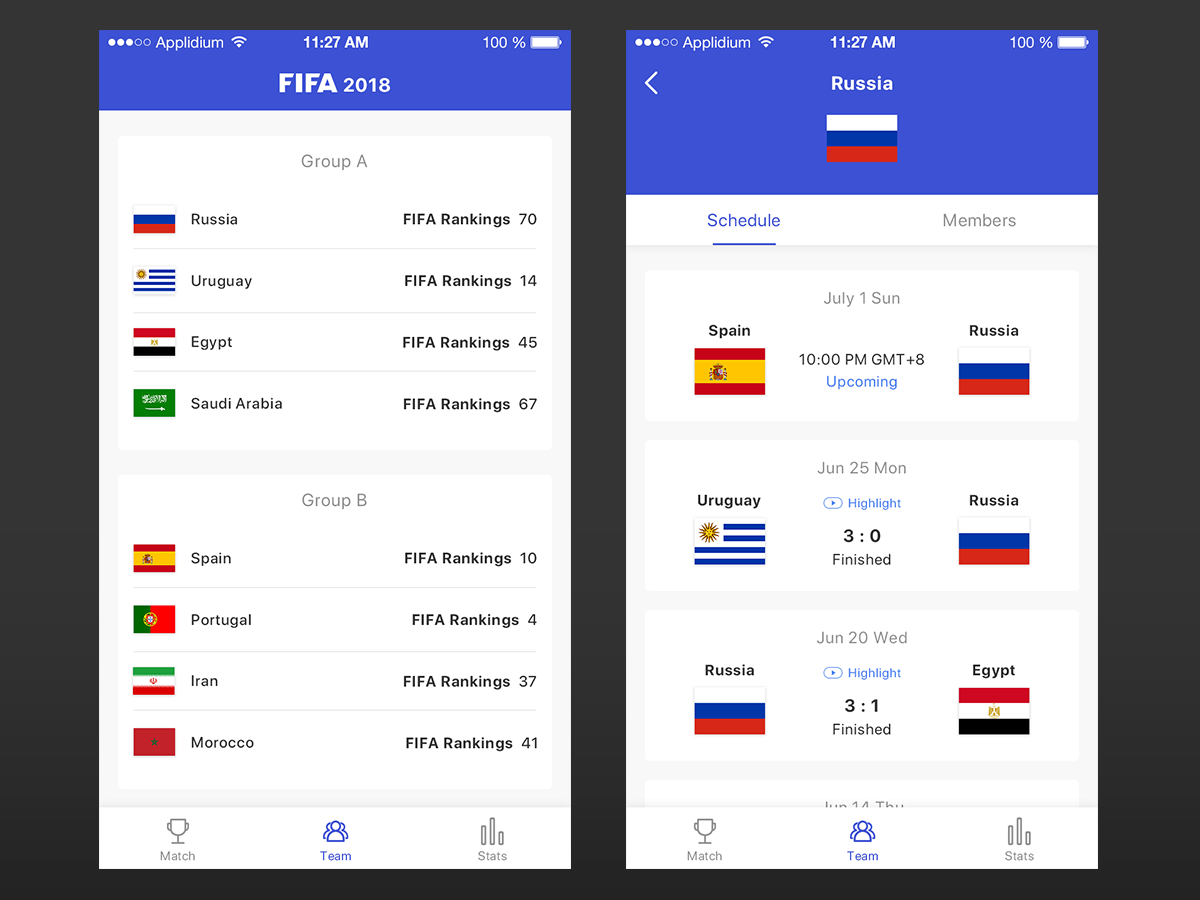 Applidium 11:27 AM 100 %
FIFA 2018
Group A
Russia FIFA Rankings 70
Uruguay FIFA Rankings 14
Egypt FIFA Rankings 45
Saudi Arabia FIFA Rankings 67
Group B
Spain FIFA Rankings 10
Portugal FIFA Rankings 4
Iran FIFA Rankings 37
Morocco FIFA Rankings 41
Match Team Stats
Applidium 11:27 AM 100 %
Russia
Schedule Members
July 1 Sun
Spain Russia
10:00 PM GMT+8
Upcoming
Jun 25 Mon
Uruguay Highlight Russia
3 : 0
Finished
Jun 20 Wed
Russia Highlight Egypt
3 : 1
Finished
Jun 14 Thu
Match Team Stats